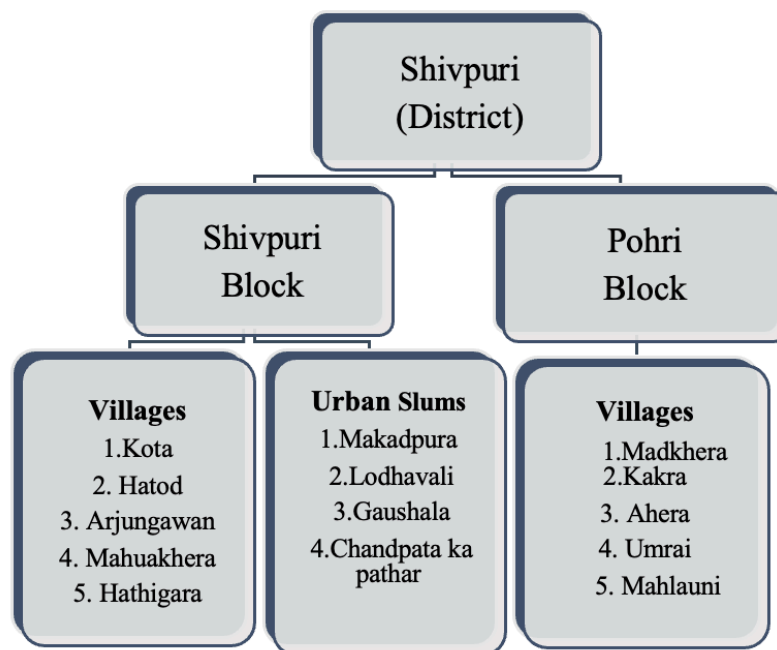 Shivpuri
(District)
Shivpuri
Block
Pohri
Block
Villages
1.Kota
2. Hatod
3. Arjungawan
4. Mahuakhera
5. Hathigara
Urban Slums
1.Makadpura
2.Lodhavali
3.Gaushala
4.Chandpata ka
pathar
Villages
1.Madkhera
2.Kakra
3. Ahera
4. Umrai
5. Mahlauni